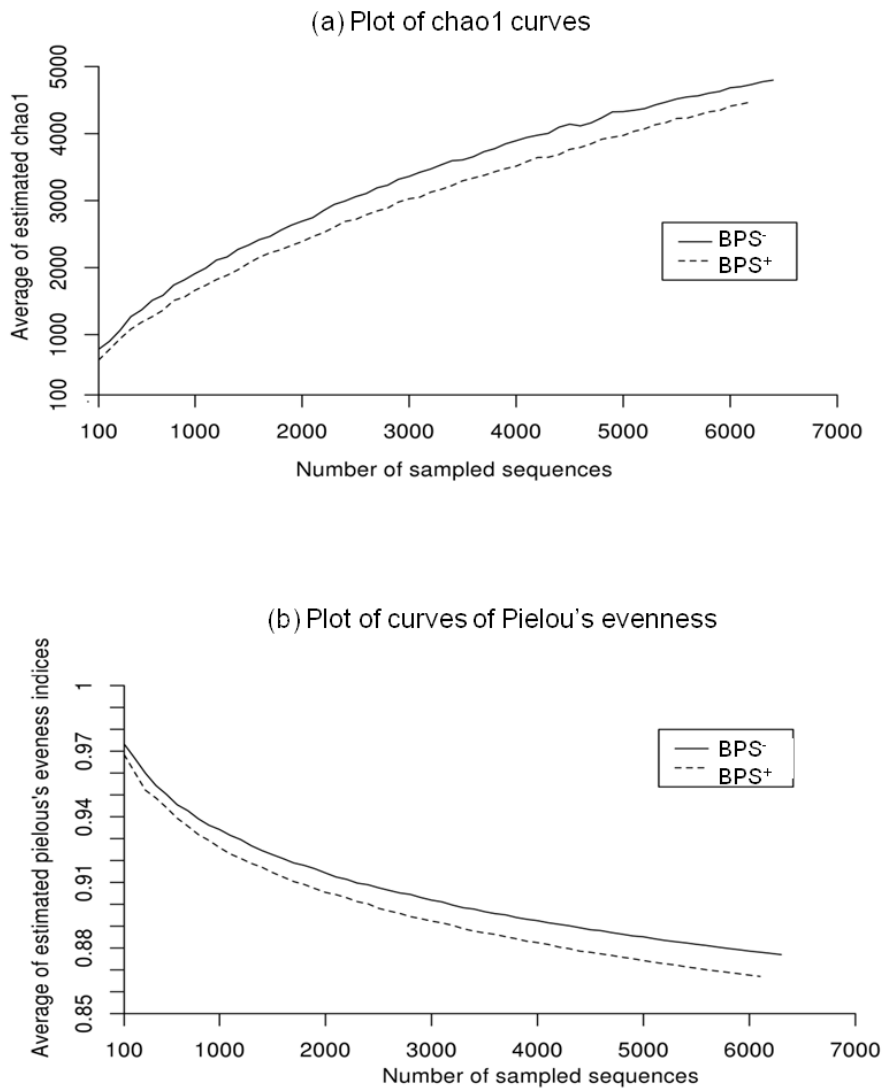 (a) Plot of chao1 curves
Average of estimated chao1
5000
4000
3000
2000
1000
100
BPS⁻
BPS⁺
100 1000 2000 3000 4000 5000 6000 7000
Number of sampled sequences
(b) Plot of curves of Pielou's evenness
Average of estimated pielous's eveness indices
1
0.97
0.94
0.91
0.88
0.85
BPS⁻
BPS⁺
100 1000 2000 3000 4000 5000 6000 7000
Number of sampled sequences